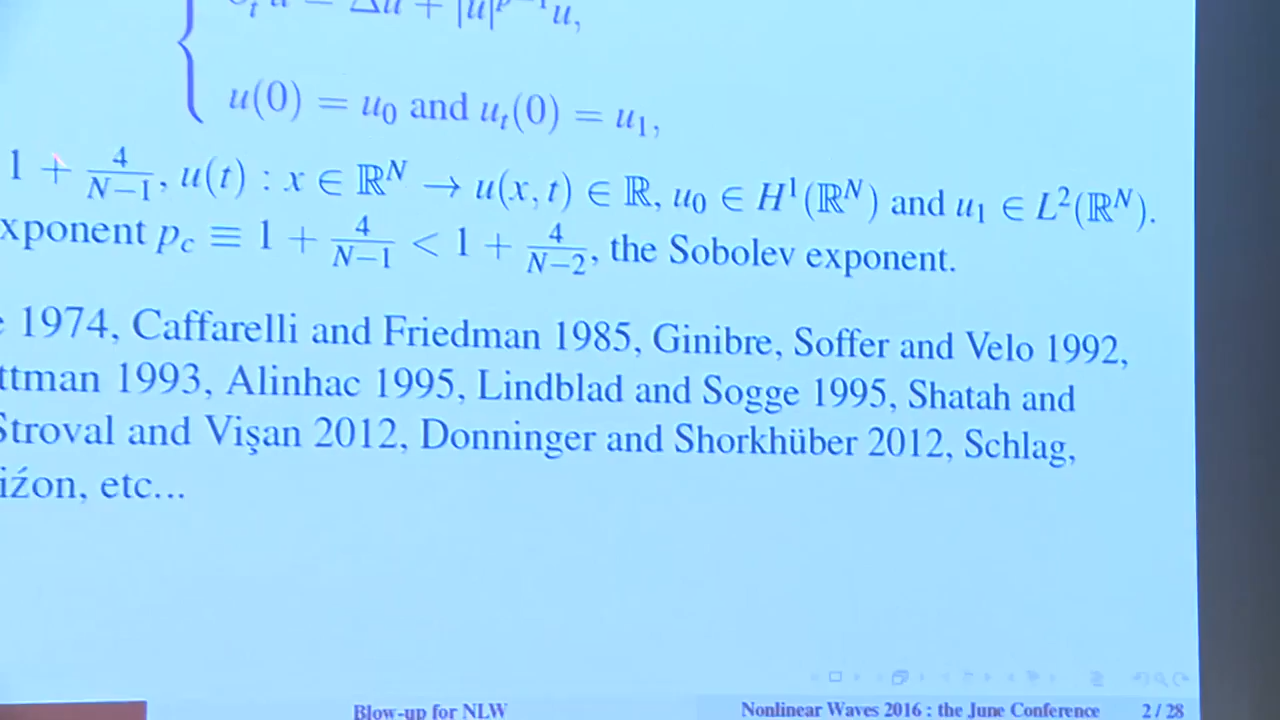 u = Δu + |u|^{p−1}u,
u(0) = u₀ and u_t(0) = u₁,
1 + 4/(N−1), u(t) : x ∈ ℝ^N → u(x, t) ∈ ℝ, u₀ ∈ H¹(ℝ^N) and u₁ ∈ L²(ℝ^N).
xponent p_c ≡ 1 + 4/(N−1) < 1 + 4/(N−2), the Sobolev exponent.
1974, Caffarelli and Friedman 1985, Ginibre, Soffer and Velo 1992,
ttman 1993, Alinhac 1995, Lindblad and Sogge 1995, Shatah and
Stroval and Vişan 2012, Donninger and Shorkhüber 2012, Schlag,
iźon, etc...
Blow-up for NLW
Nonlinear Waves 2016 : the June Conference 2 / 28